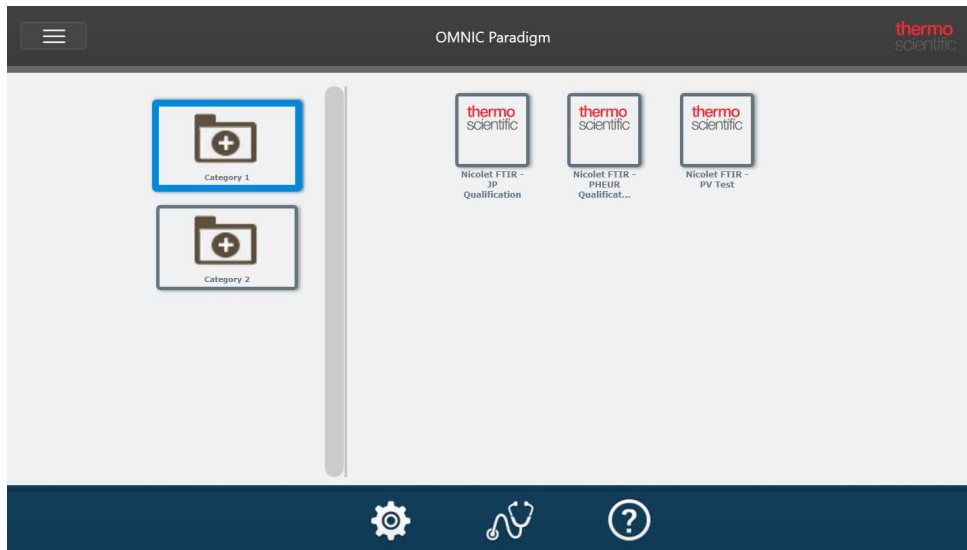 OMNIC Paradigm
thermo
scientific
Category 1
Category 2
thermo
scientific
Nicolet FTIR -
JP
Qualification
thermo
scientific
Nicolet FTIR -
PHEUR
Qualificat...
thermo
scientific
Nicolet FTIR -
PV Test
?